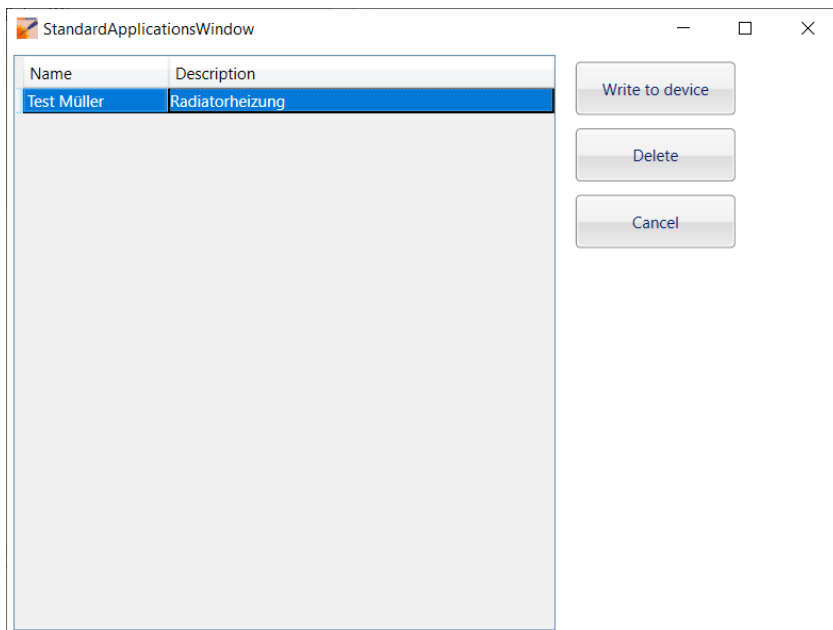 StandardApplicationsWindow
Name Description
Test Müller Radiatorheizung
Write to device
Delete
Cancel